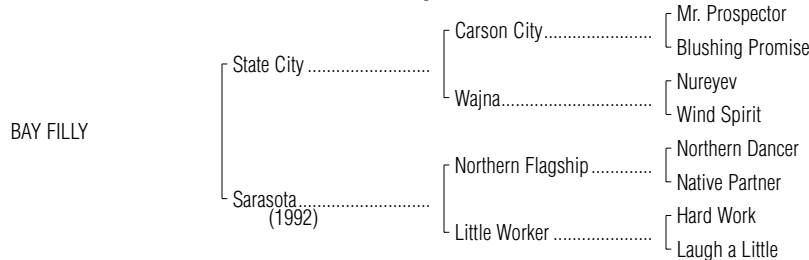 Mr. Prospector
Carson City........................
Blushing Promise
State City ...........................
Nureyev
Wajna..................................
Wind Spirit
BAY FILLY
Northern Dancer
Northern Flagship.............
Native Partner
Sarasota.............................
(1992)
Hard Work
Little Worker ......................
Laugh a Little